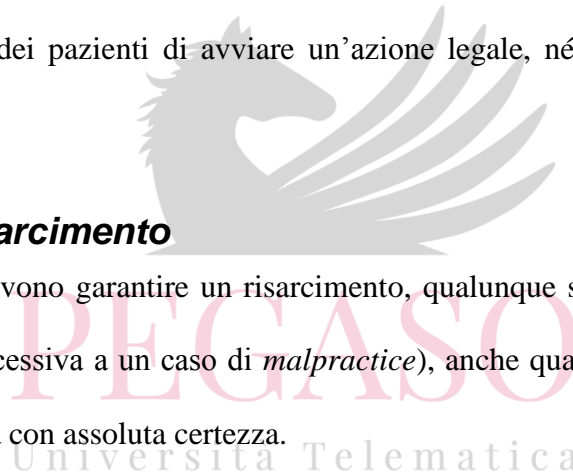 dei pazienti di avviare un’azione legale, né
arcimento
vono garantire un risarcimento, qualunque s
PEGASO
cessiva a un caso di malpractice), anche qua
con assoluta certezza.
Università Telematica